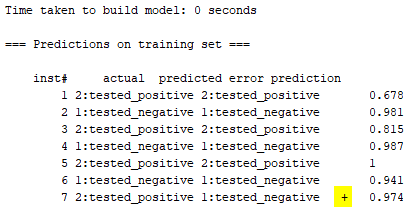 Time taken to build model: 0 seconds
=== Predictions on training set ===
inst# actual predicted error prediction
1 2:tested_positive 2:tested_positive 0.678
2 1:tested_negative 1:tested_negative 0.981
3 2:tested_positive 2:tested_positive 0.815
4 1:tested_negative 1:tested_negative 0.987
5 2:tested_positive 2:tested_positive 1
6 1:tested_negative 1:tested_negative 0.941
7 2:tested_positive 1:tested_negative + 0.974